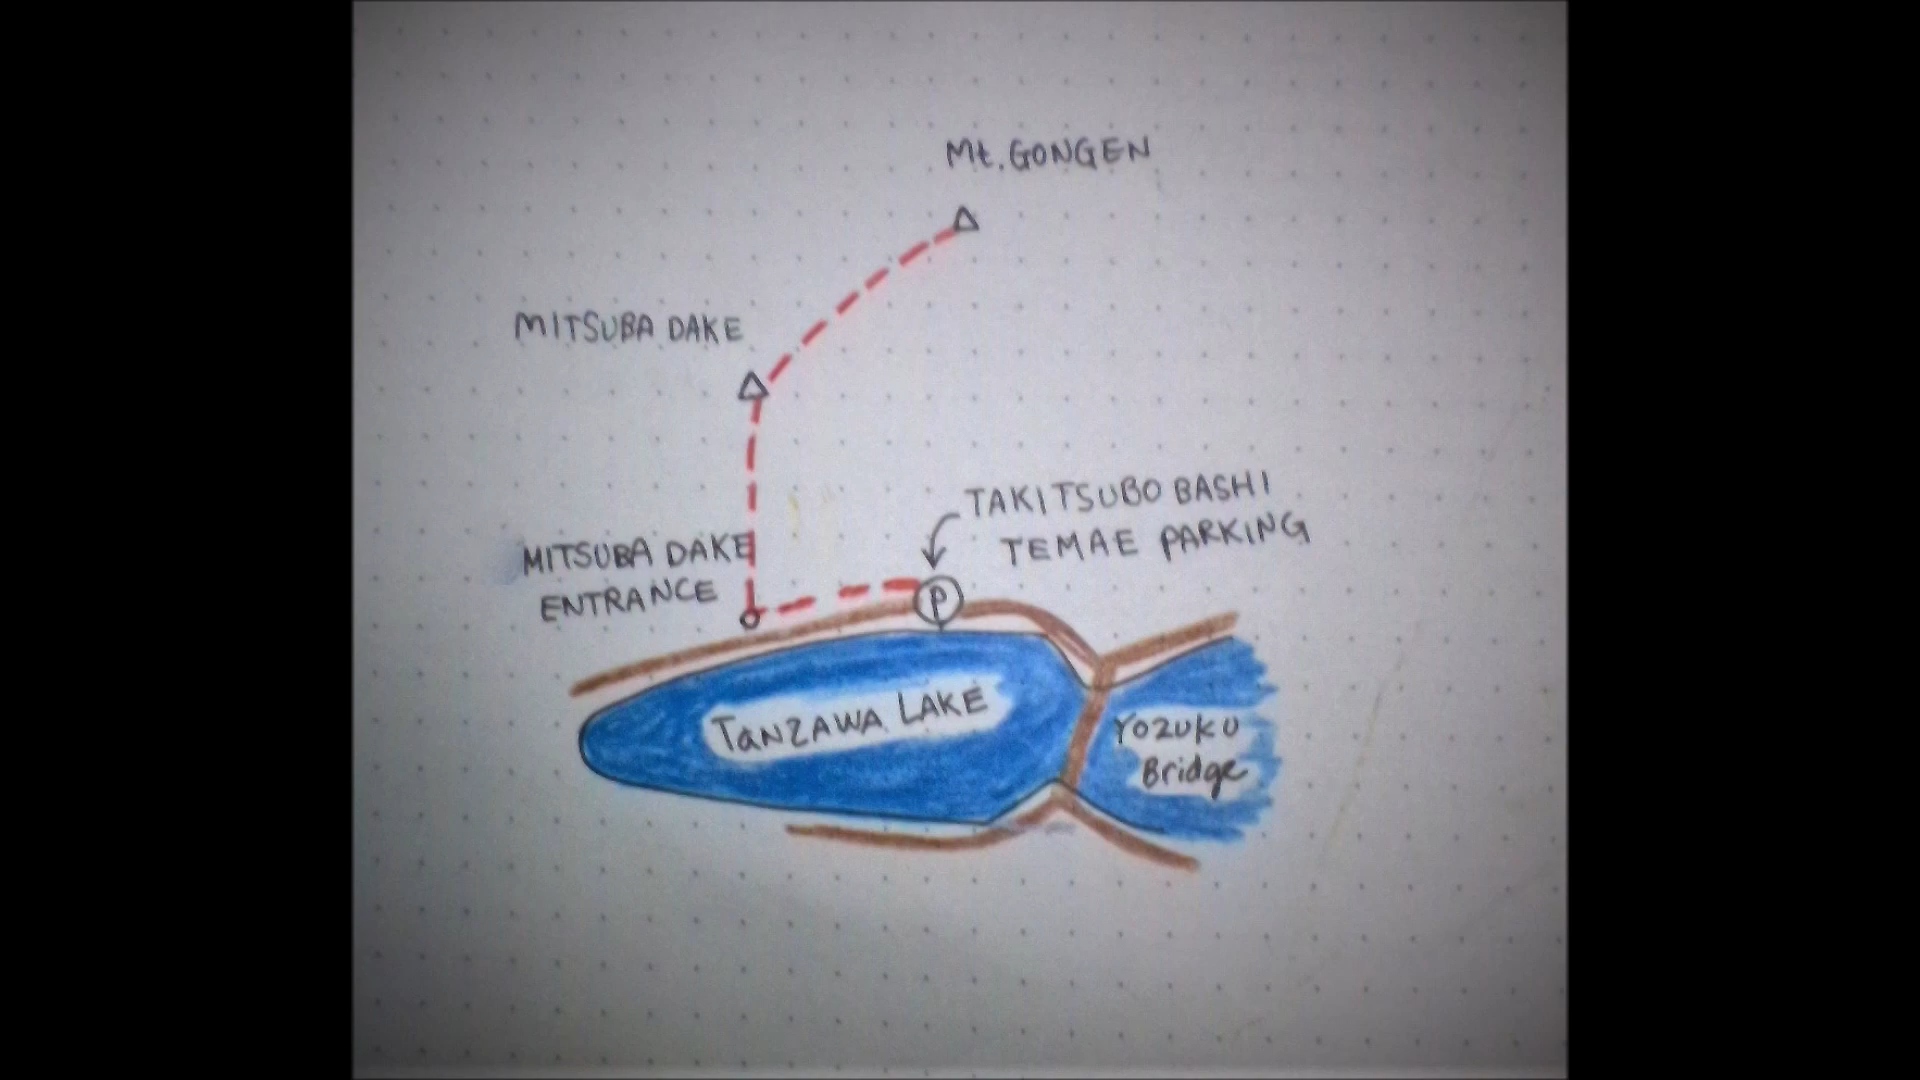 Mt. GONGEN
MITSUBA DAKE
TAKITSUBO BASHI
TEMAE PARKING
MITSUBA DAKE
ENTRANCE
P
TANZAWA LAKE
YOZUKU
Bridge